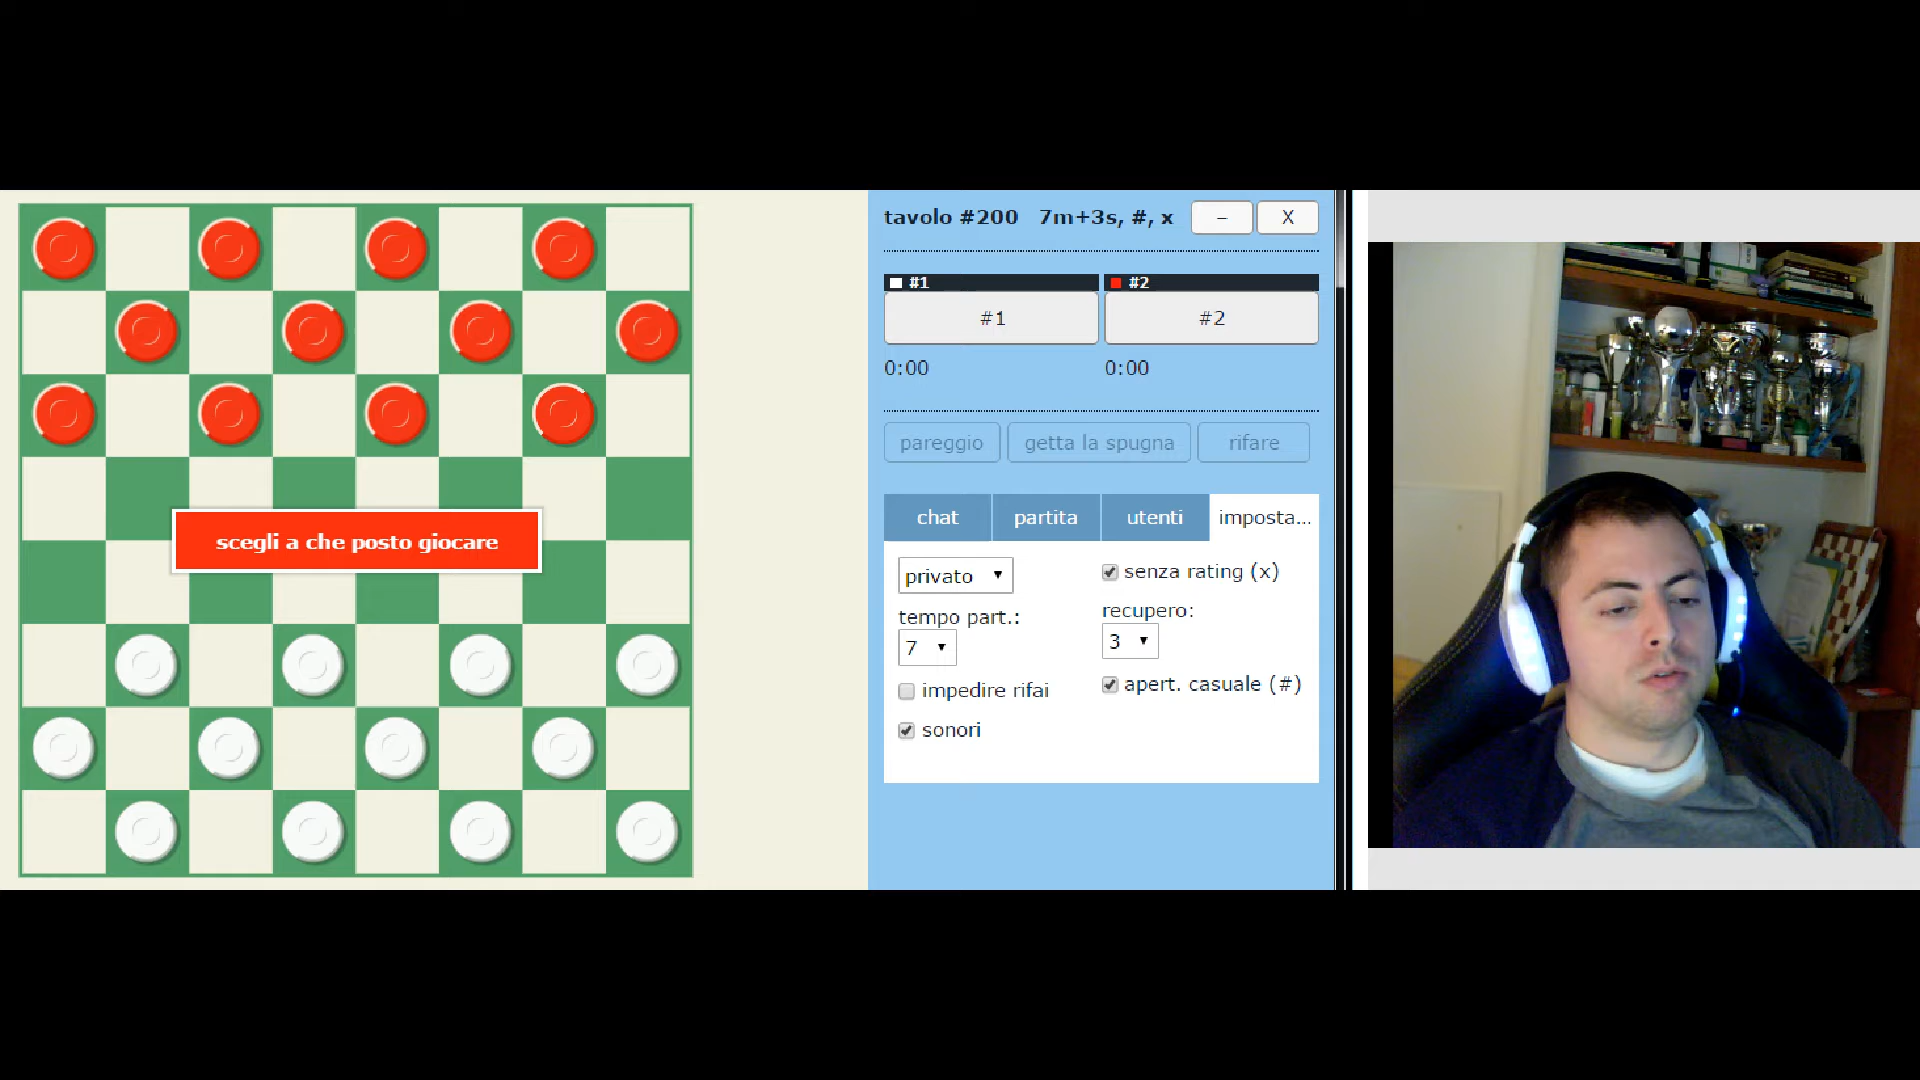 tavolo #200 7m+3s, #, x
– X
#1 #2
#1 #2
0:00 0:00
pareggio getta la spugna rifare
chat partita utenti imposta...
scegli a che posto giocare
privato senza rating (x)
tempo part.: recupero:
7 3
impedire rifai apert. casuale (#)
sonori